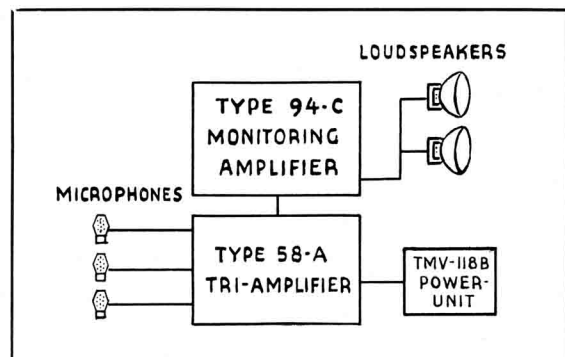 LOUDSPEAKERS
TYPE 94-C
MONITORING
AMPLIFIER
MICROPHONES
TYPE 58-A
TRI-AMPLIFIER
TMV-118B
POWER-
UNIT